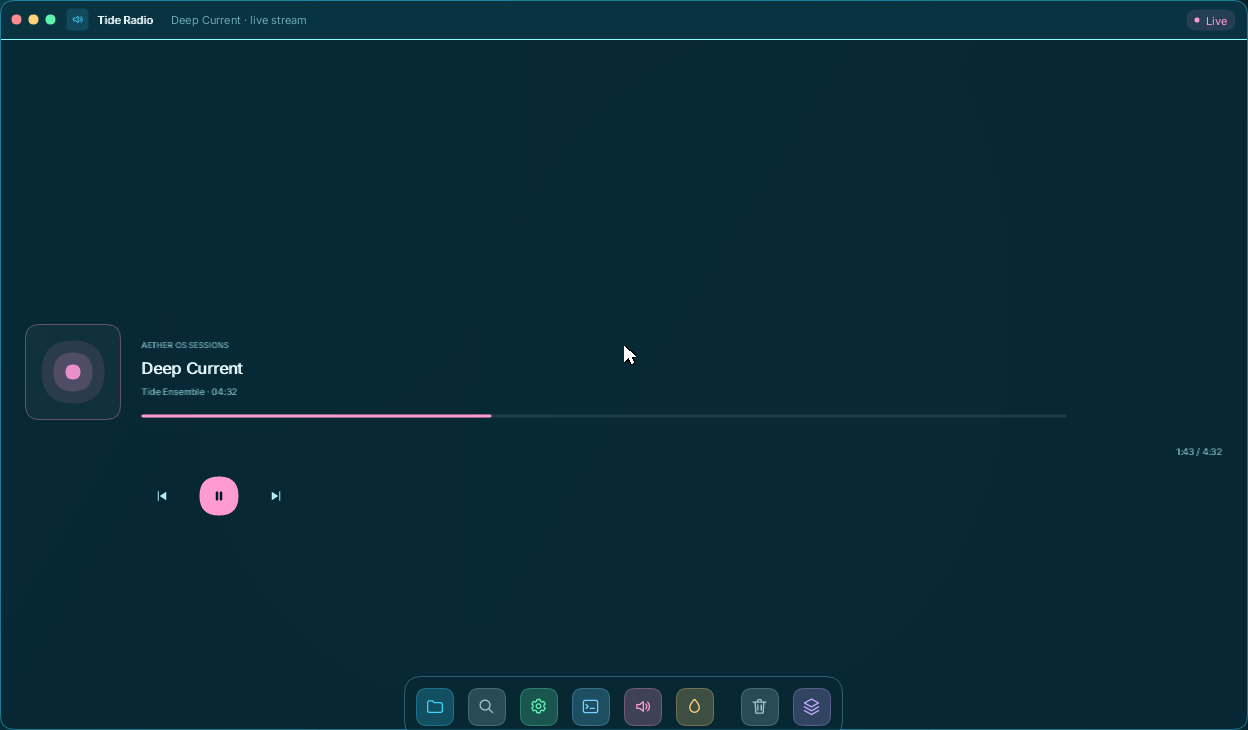 Tide Radio Deep Current · live stream Live
AETHER OS SESSIONS
Deep Current
Tide Ensemble · 04:32
1:43 / 4:32